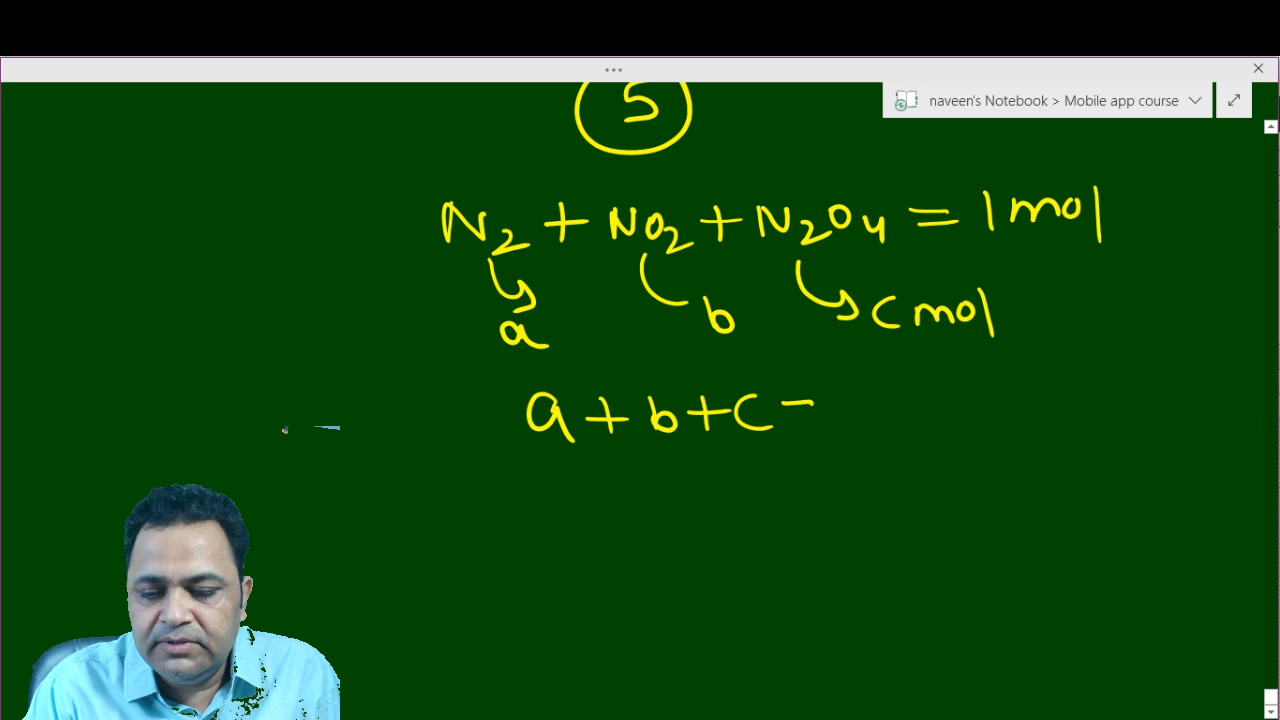 naveen's Notebook > Mobile app course
5
N₂ + NO₂ + N₂O₄ = 1 mol
a b c mol
a + b + c -